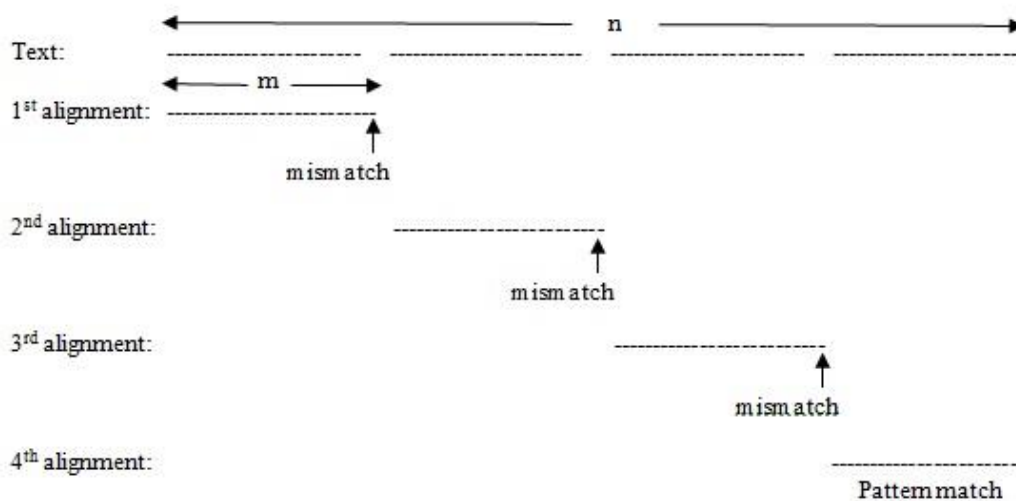 n
Text:
m
1st alignment:
mismatch
2nd alignment:
mismatch
3rd alignment:
mismatch
4th alignment:
Pattern match